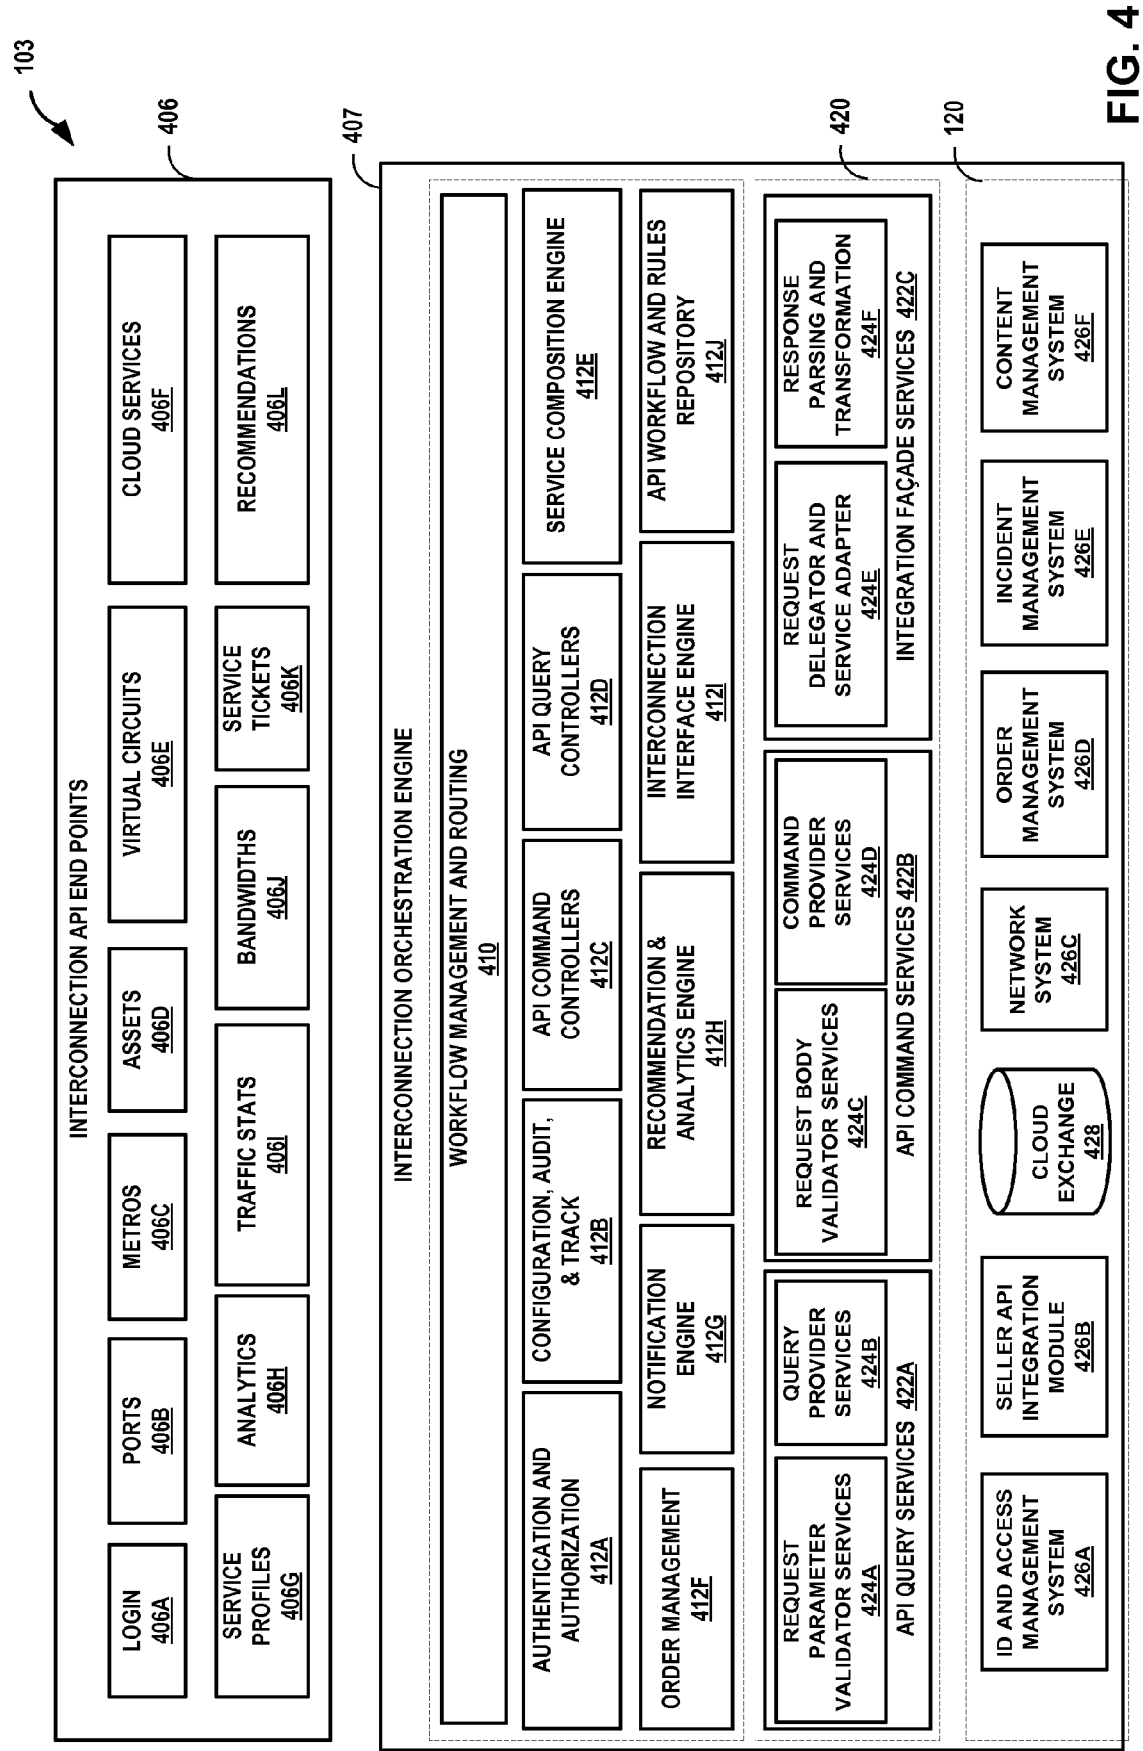 103
INTERCONNECTION API END POINTS
406
LOGIN
406A
PORTS
406B
METROS
406C
ASSETS
406D
VIRTUAL CIRCUITS
406E
CLOUD SERVICES
406F
SERVICE
PROFILES
406G
ANALYTICS
406H
TRAFFIC STATS
406I
BANDWIDTHS
406J
SERVICE
TICKETS
406K
RECOMMENDATIONS
406L
407
INTERCONNECTION ORCHESTRATION ENGINE
WORKFLOW MANAGEMENT AND ROUTING
410
AUTHENTICATION AND
AUTHORIZATION
412A
CONFIGURATION, AUDIT,
& TRACK
412B
API COMMAND
CONTROLLERS
412C
API QUERY
CONTROLLERS
412D
SERVICE COMPOSITION ENGINE
412E
ORDER MANAGEMENT
412F
NOTIFICATION
ENGINE
412G
RECOMMENDATION &
ANALYTICS ENGINE
412H
INTERCONNECTION
INTERFACE ENGINE
412I
API WORKFLOW AND RULES
REPOSITORY
412J
420
REQUEST
PARAMETER
VALIDATOR SERVICES
424A
QUERY
PROVIDER
SERVICES
424B
API QUERY SERVICES 422A
REQUEST BODY
VALIDATOR SERVICES
424C
COMMAND
PROVIDER
SERVICES
424D
API COMMAND SERVICES 422B
REQUEST
DELEGATOR AND
SERVICE ADAPTER
424E
RESPONSE
PARSING AND
TRANSFORMATION
424F
INTEGRATION FAÇADE SERVICES 422C
120
ID AND ACCESS
MANAGEMENT
SYSTEM
426A
SELLER API
INTEGRATION
MODULE
426B
CLOUD
EXCHANGE
428
NETWORK
SYSTEM
426C
ORDER
MANAGEMENT
SYSTEM
426D
INCIDENT
MANAGEMENT
SYSTEM
426E
CONTENT
MANAGEMENT
SYSTEM
426F
FIG. 4